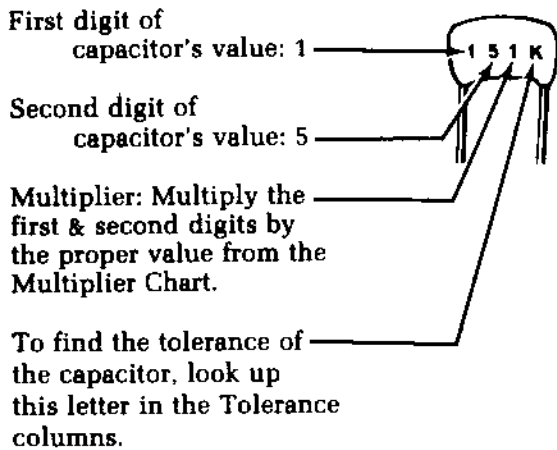 First digit of
capacitor's value: 1
1 5 1 K
Second digit of
capacitor's value: 5
Multiplier: Multiply the
first & second digits by
the proper value from the
Multiplier Chart.
To find the tolerance of
the capacitor, look up
this letter in the Tolerance
columns.